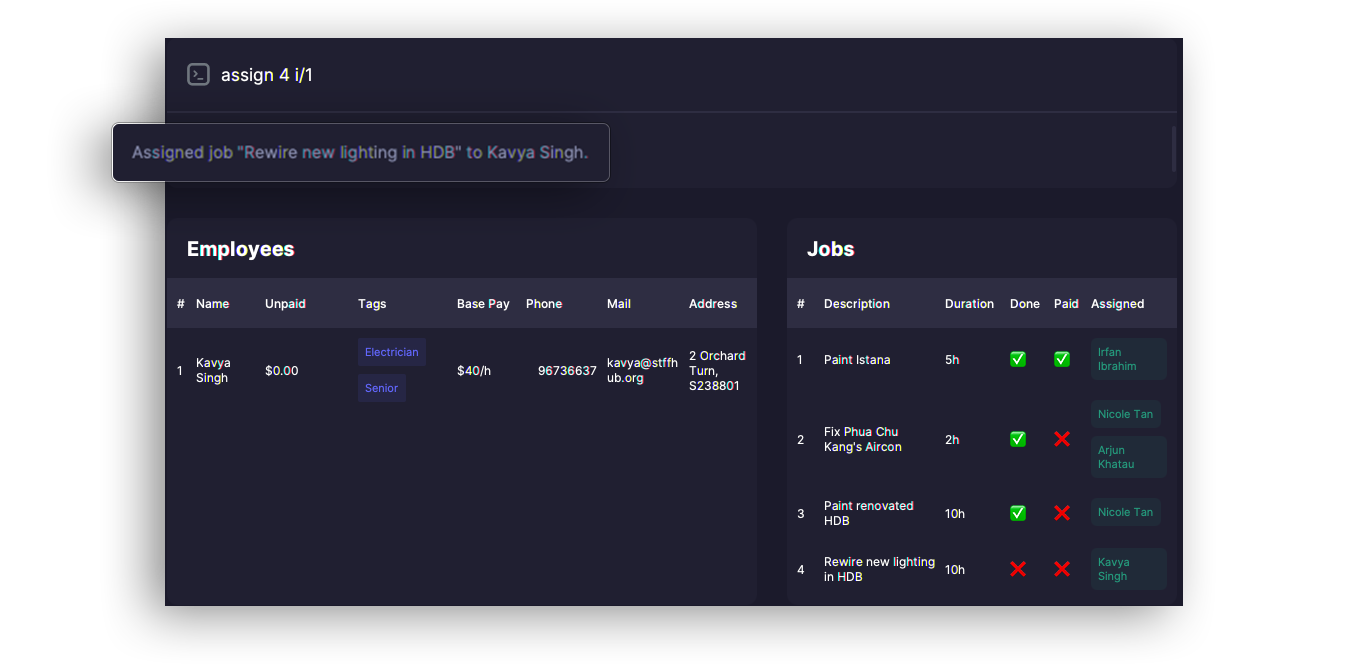 assign 4 i/1
Assigned job "Rewire new lighting in HDB" to Kavya Singh.
Employees
# Name Unpaid Tags Base Pay Phone Mail Address
1
Kavya
Singh
$0.00
Electrician
Senior
$40/h
96736637
kavya@stffh
ub.org
2 Orchard
Turn,
S238801
Jobs
# Description Duration Done Paid Assigned
1 Paint Istana 5h
Irfan
Ibrahim
2
Fix Phua Chu
Kang's Aircon
2h
Nicole Tan
Arjun
Khatau
3
Paint renovated
HDB
10h
Nicole Tan
4
Rewire new lighting
in HDB
10h
Kavya
Singh